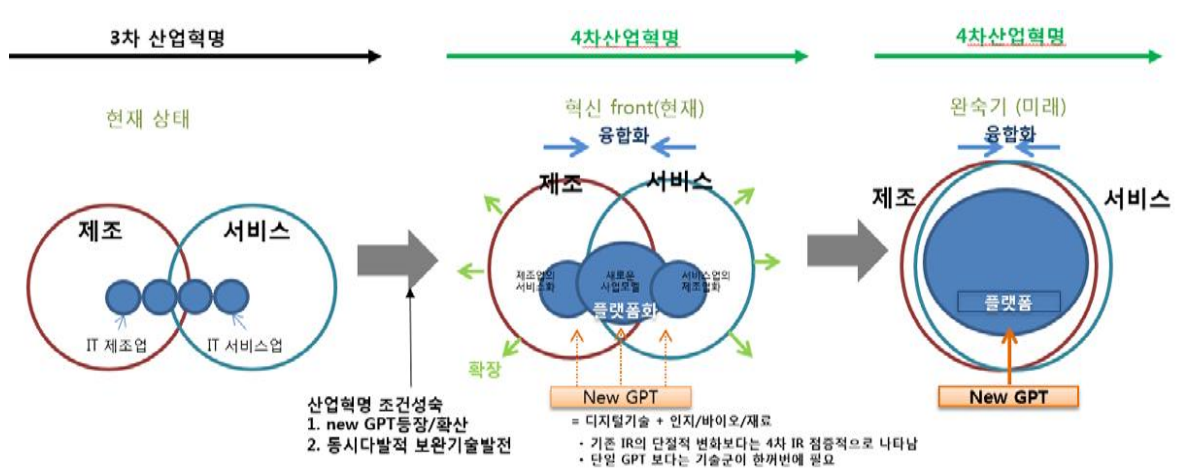 3차 산업혁명
현재 상태
제조
서비스
IT 제조업
IT 서비스업
산업혁명 조건성숙
1. new GPT등장/확산
2. 동시다발적 보완기술발전
4차산업혁명
혁신 front(현재)
융합화
제조
서비스
제조업의
서비스화
새로운
사업모델
서비스업의
제조업화
플랫폼화
확장
New GPT
= 디지털기술 + 인지/바이오/재료
· 기존 IR의 단절적 변화보다는 4차 IR 점증적으로 나타남
· 단일 GPT 보다는 기술군이 한꺼번에 필요
4차산업혁명
완숙기 (미래)
융합화
제조
서비스
플랫폼
New GPT